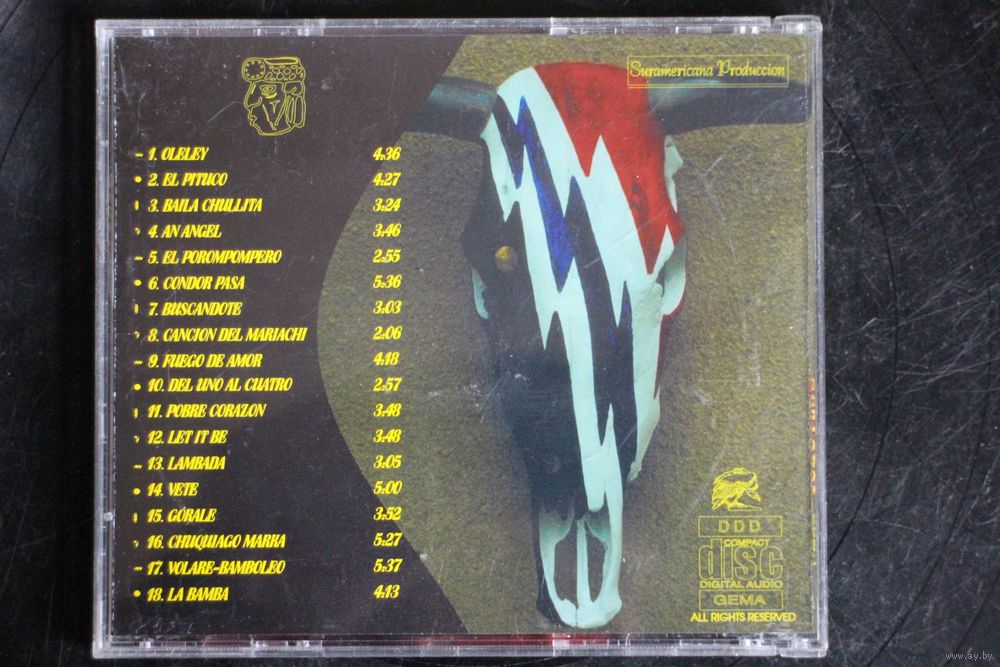 Suramericana Produccion
1. OLELEY 4:36
2. EL PITUCO 4:27
3. BAILA CHULLITA 3:24
4. AN ANGEL 3:46
5. EL POROMPOMPERO 2:55
6. CONDOR PASA 5:36
7. BUSCANDOTE 3:03
8. CANCION DEL MARIACHI 2:06
9. FUEGO DE AMOR 4:18
10. DEL UNO AL CUATRO 2:57
11. POBRE CORAZON 3:48
12. LET IT BE 3:48
13. LAMBADA 3:05
14. VETE 5:00
15. GÓRALE 3:52
16. CHUQUIAGO MARKA 5:27
17. VOLARE-BAMBOLEO 5:37
18. LA BAMBA 4:13
DDD
COMPACT
disc
DIGITAL AUDIO
GEMA
ALL RIGHTS RESERVED
www.ay.by